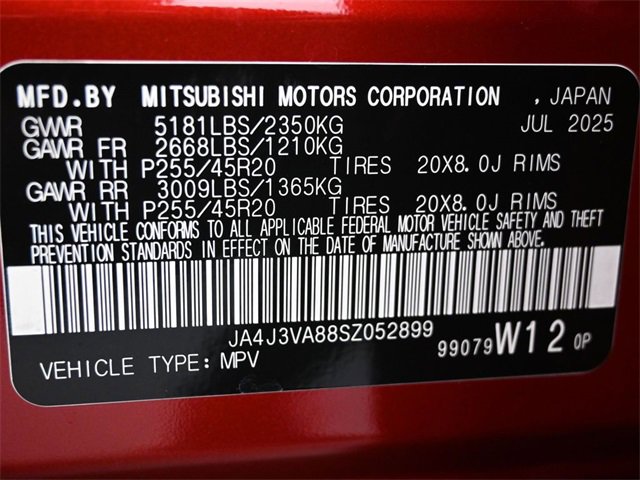 MFD.BY MITSUBISHI MOTORS CORPORATION , JAPAN
GVWR 5181LBS/2350KG JUL 2025
GAWR FR 2668LBS/1210KG
WITH P255/45R20 TIRES 20X8.0J RIMS
GAWR RR 3009LBS/1365KG
WITH P255/45R20 TIRES 20X8.0J RIMS
THIS VEHICLE CONFORMS TO ALL APPLICABLE FEDERAL MOTOR VEHICLE SAFETY AND THEFT
PREVENTION STANDARDS IN EFFECT ON THE DATE OF MANUFACTURE SHOWN ABOVE.
JA4J3VA88SZ052899
99079 W12 0P
VEHICLE TYPE: MPV